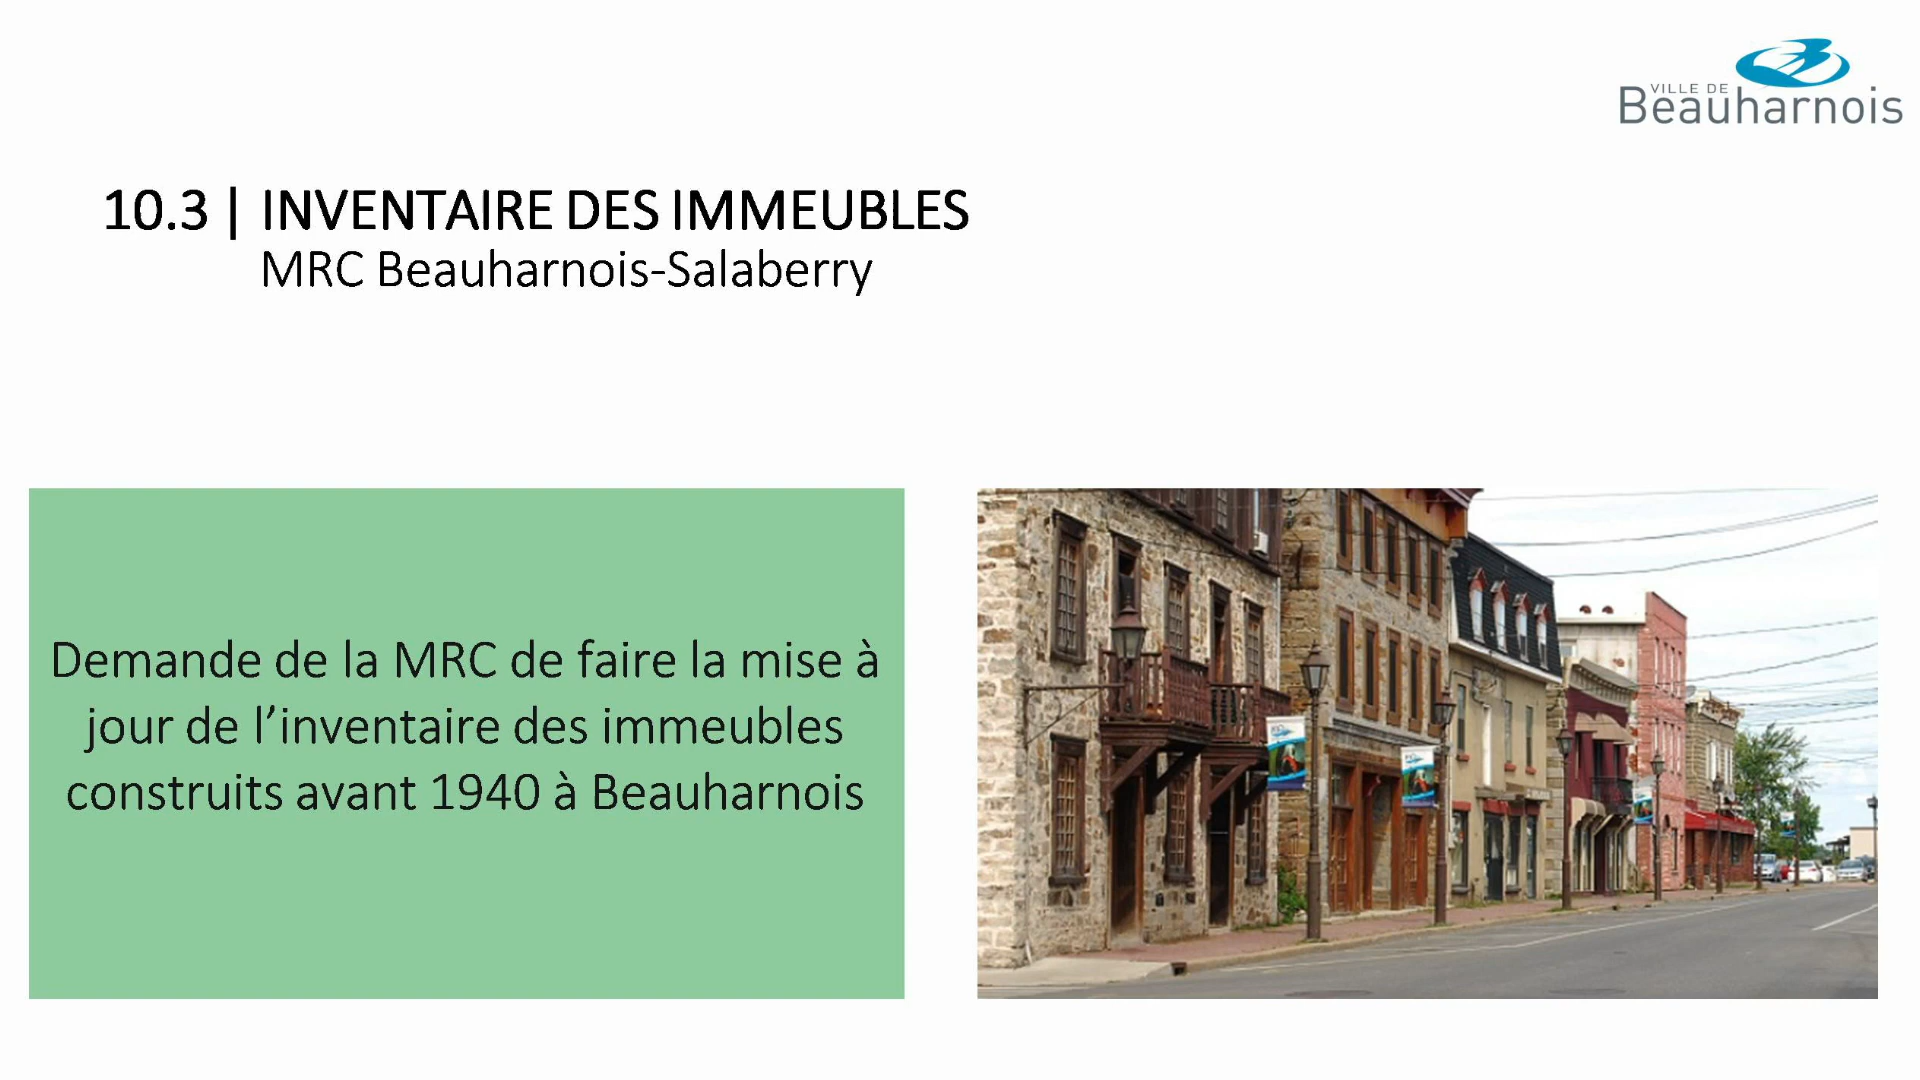 VILLE DE
Beauharnois
10.3 | INVENTAIRE DES IMMEUBLES
MRC Beauharnois-Salaberry
Demande de la MRC de faire la mise à
jour de l’inventaire des immeubles
construits avant 1940 à Beauharnois